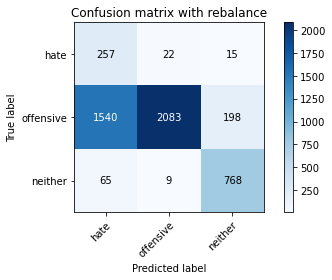 Confusion matrix with rebalance
hate 257 22 15
offensive 1540 2083 198
neither 65 9 768
hate offensive neither
True label
Predicted label
2000
1750
1500
1250
1000
750
500
250